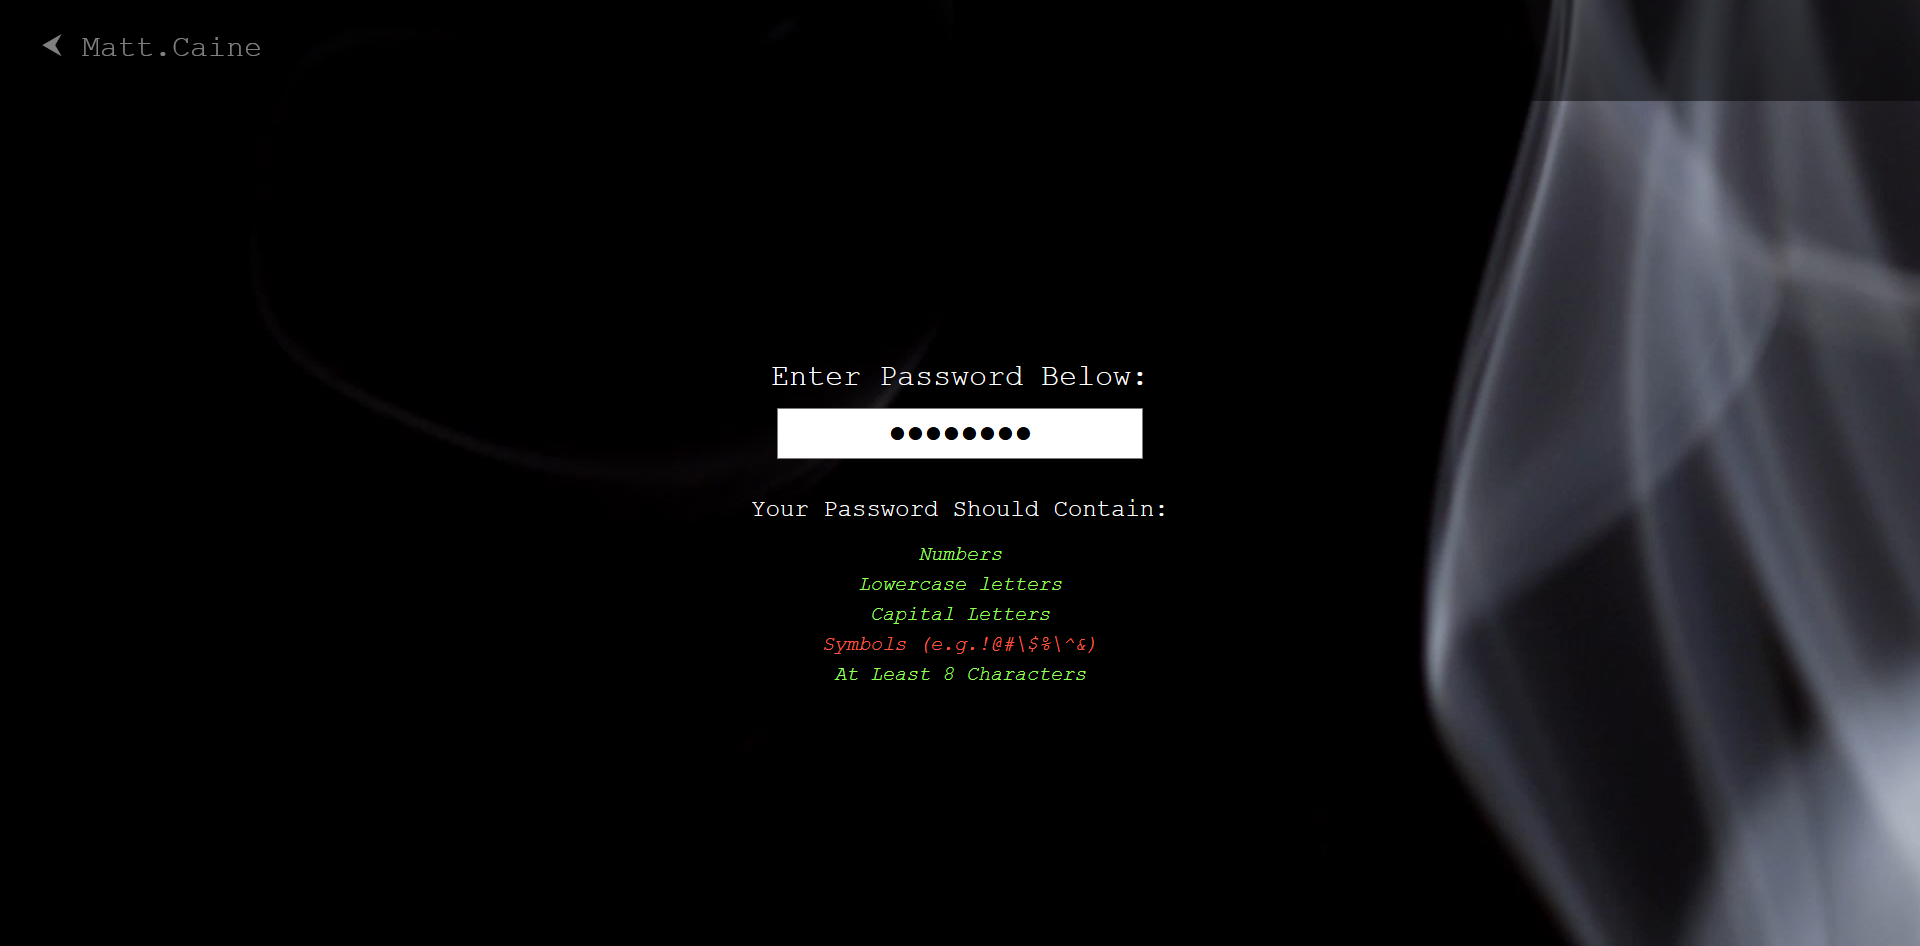 Matt.Caine
Enter Password Below:
●●●●●●●●
Your Password Should Contain:
Numbers
Lowercase letters
Capital Letters
Symbols (e.g.!@#\$%\^&)
At Least 8 Characters